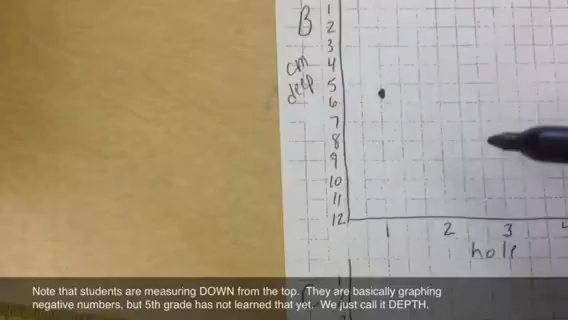 B
cm
deep
1
2
3
4
5
6
7
8
9
10
11
12
1 2 3 4
hole
Note that students are measuring DOWN from the top. They are basically graphing
negative numbers, but 5th grade has not learned that yet. We just call it DEPTH.